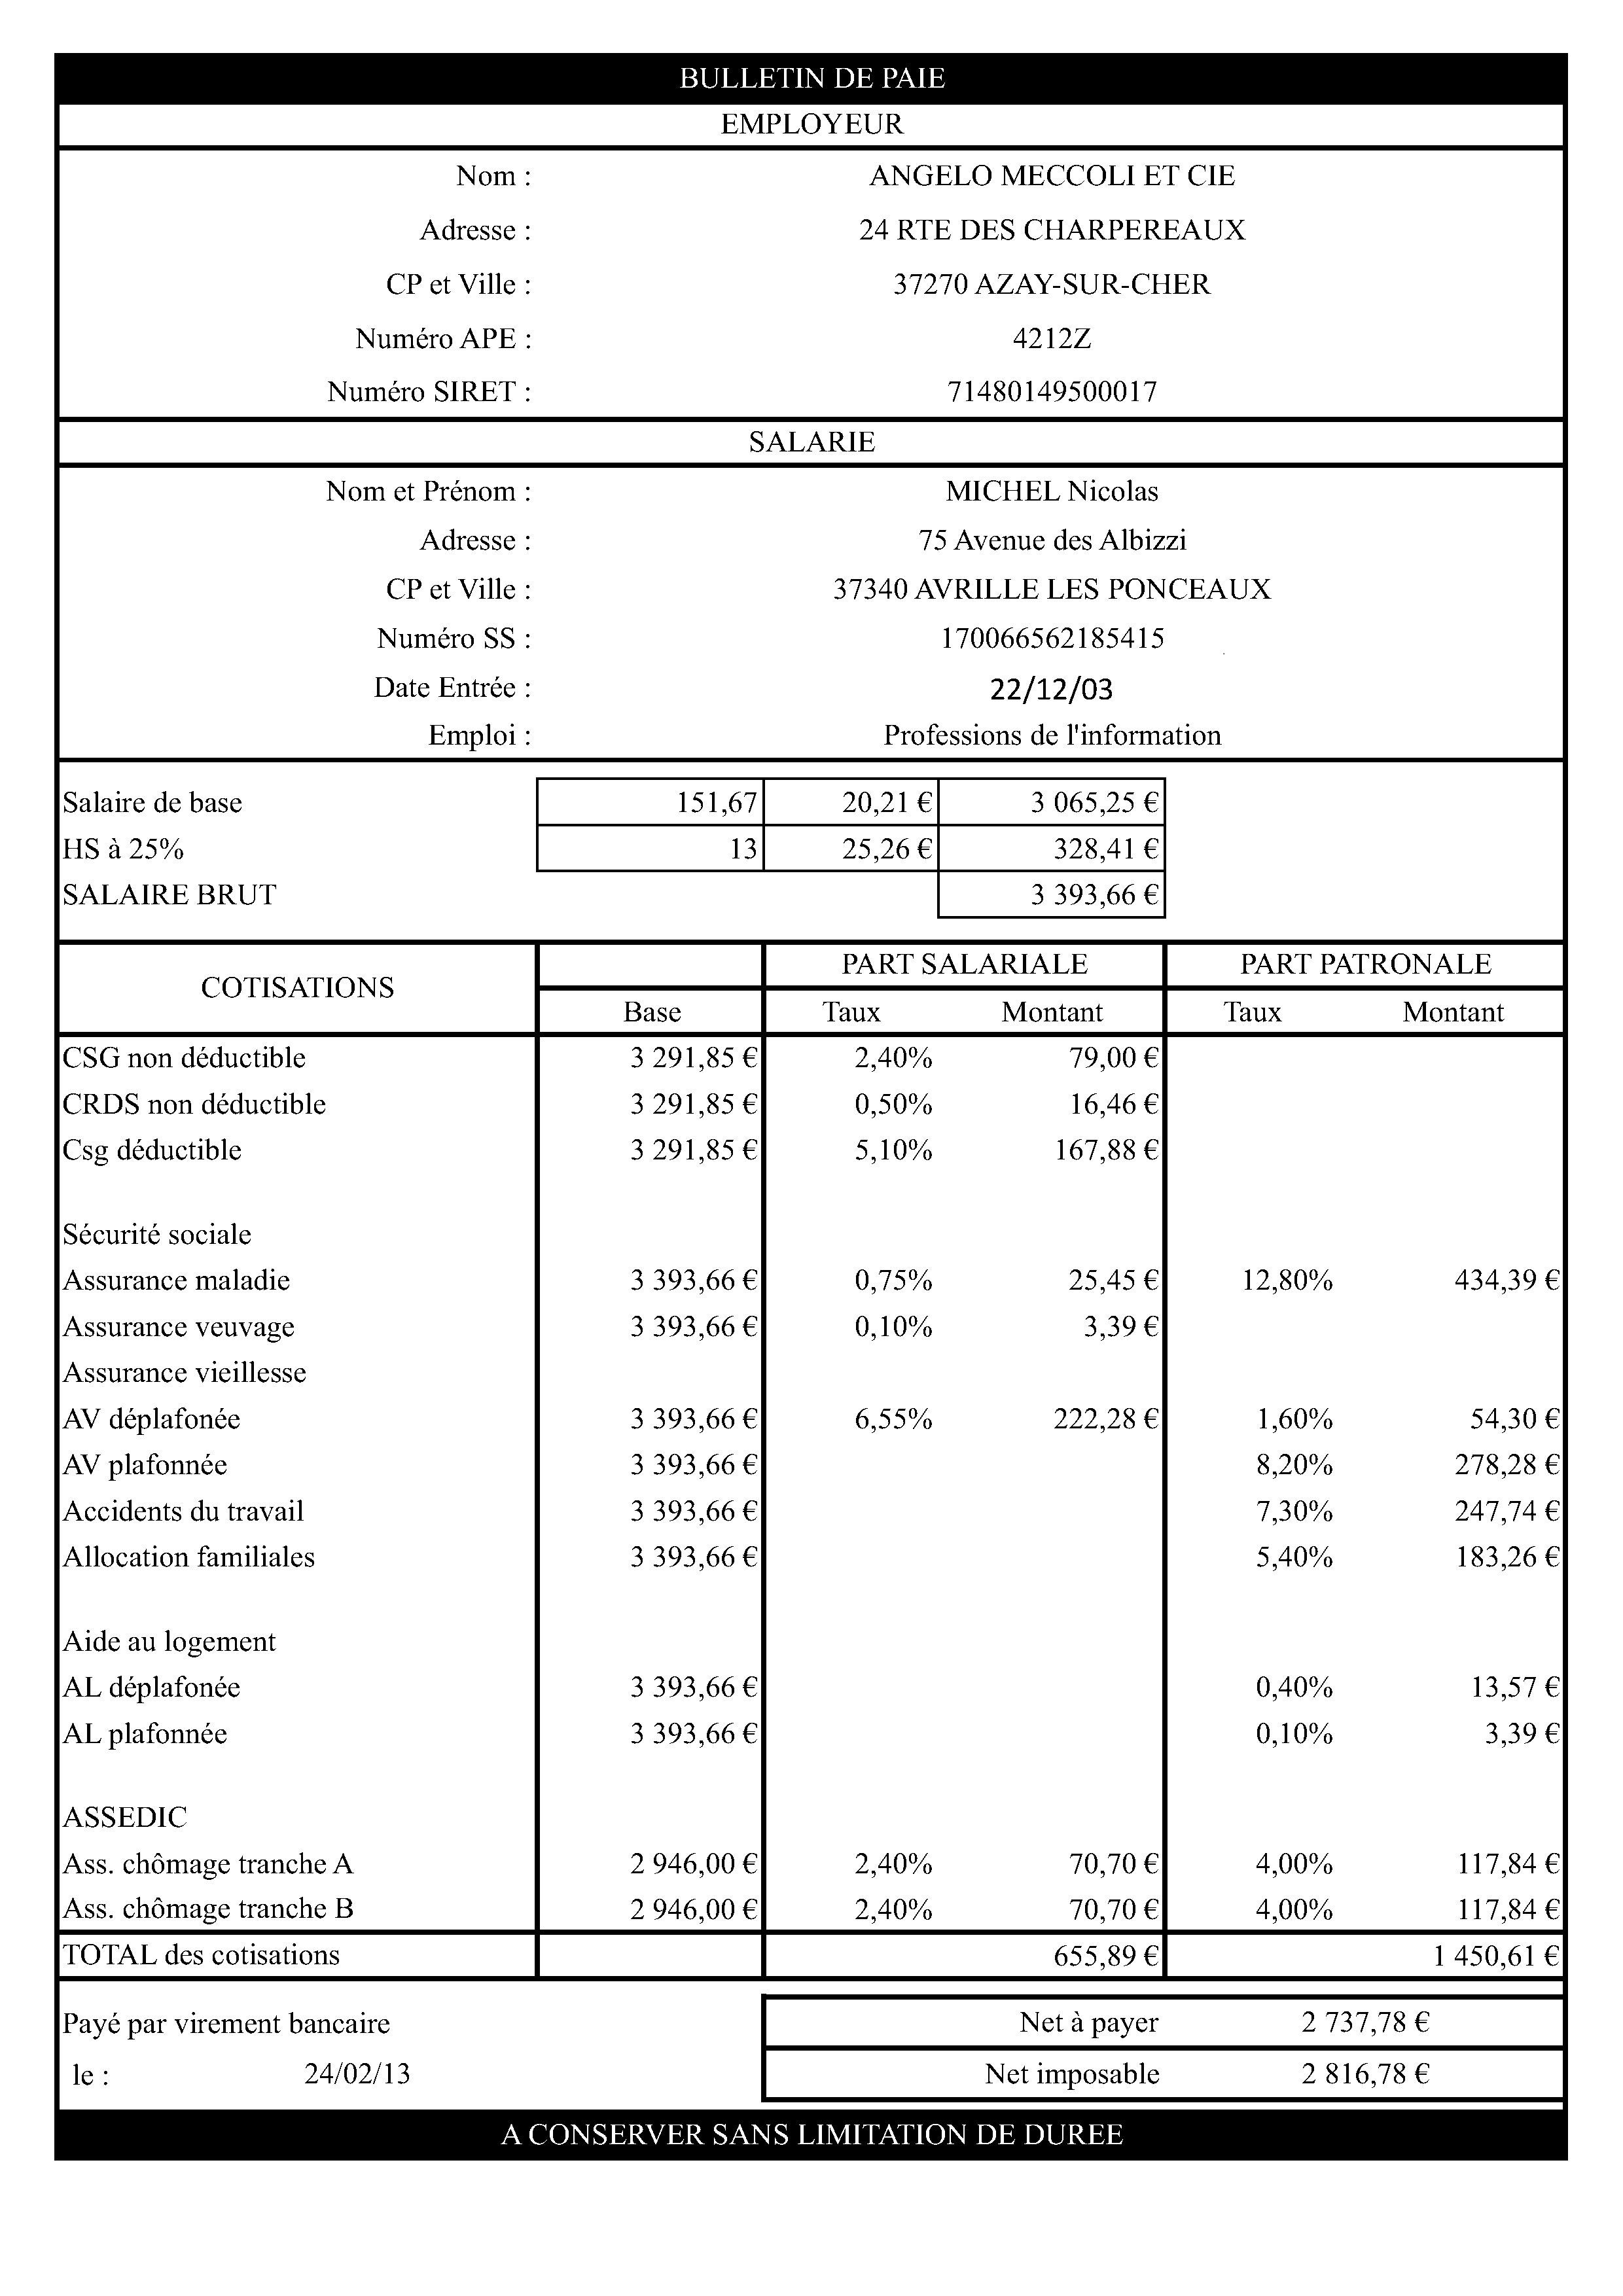 BULLETIN DE PAIE
EMPLOYEUR
Nom : ANGELO MECCOLI ET CIE
Adresse : 24 RTE DES CHARPEREAUX
CP et Ville : 37270 AZAY-SUR-CHER
Numéro APE : 4212Z
Numéro SIRET : 71480149500017
SALARIE
Nom et Prénom : MICHEL Nicolas
Adresse : 75 Avenue des Albizzi
CP et Ville : 37340 AVRILLE LES PONCEAUX
Numéro SS : 170066562185415
Date Entrée : 22/12/03
Emploi : Professions de l'information
Salaire de base 151,67 20,21 € 3 065,25 €
HS à 25% 13 25,26 € 328,41 €
SALAIRE BRUT 3 393,66 €
COTISATIONS PART SALARIALE PART PATRONALE
Base Taux Montant Taux Montant
CSG non déductible 3 291,85 € 2,40% 79,00 €
CRDS non déductible 3 291,85 € 0,50% 16,46 €
Csg déductible 3 291,85 € 5,10% 167,88 €
Sécurité sociale
Assurance maladie 3 393,66 € 0,75% 25,45 € 12,80% 434,39 €
Assurance veuvage 3 393,66 € 0,10% 3,39 €
Assurance vieillesse
AV déplafonée 3 393,66 € 6,55% 222,28 € 1,60% 54,30 €
AV plafonnée 3 393,66 € 8,20% 278,28 €
Accidents du travail 3 393,66 € 7,30% 247,74 €
Allocation familiales 3 393,66 € 5,40% 183,26 €
Aide au logement
AL déplafonée 3 393,66 € 0,40% 13,57 €
AL plafonnée 3 393,66 € 0,10% 3,39 €
ASSEDIC
Ass. chômage tranche A 2 946,00 € 2,40% 70,70 € 4,00% 117,84 €
Ass. chômage tranche B 2 946,00 € 2,40% 70,70 € 4,00% 117,84 €
TOTAL des cotisations 655,89 € 1 450,61 €
Payé par virement bancaire Net à payer 2 737,78 €
le : 24/02/13 Net imposable 2 816,78 €
A CONSERVER SANS LIMITATION DE DUREE